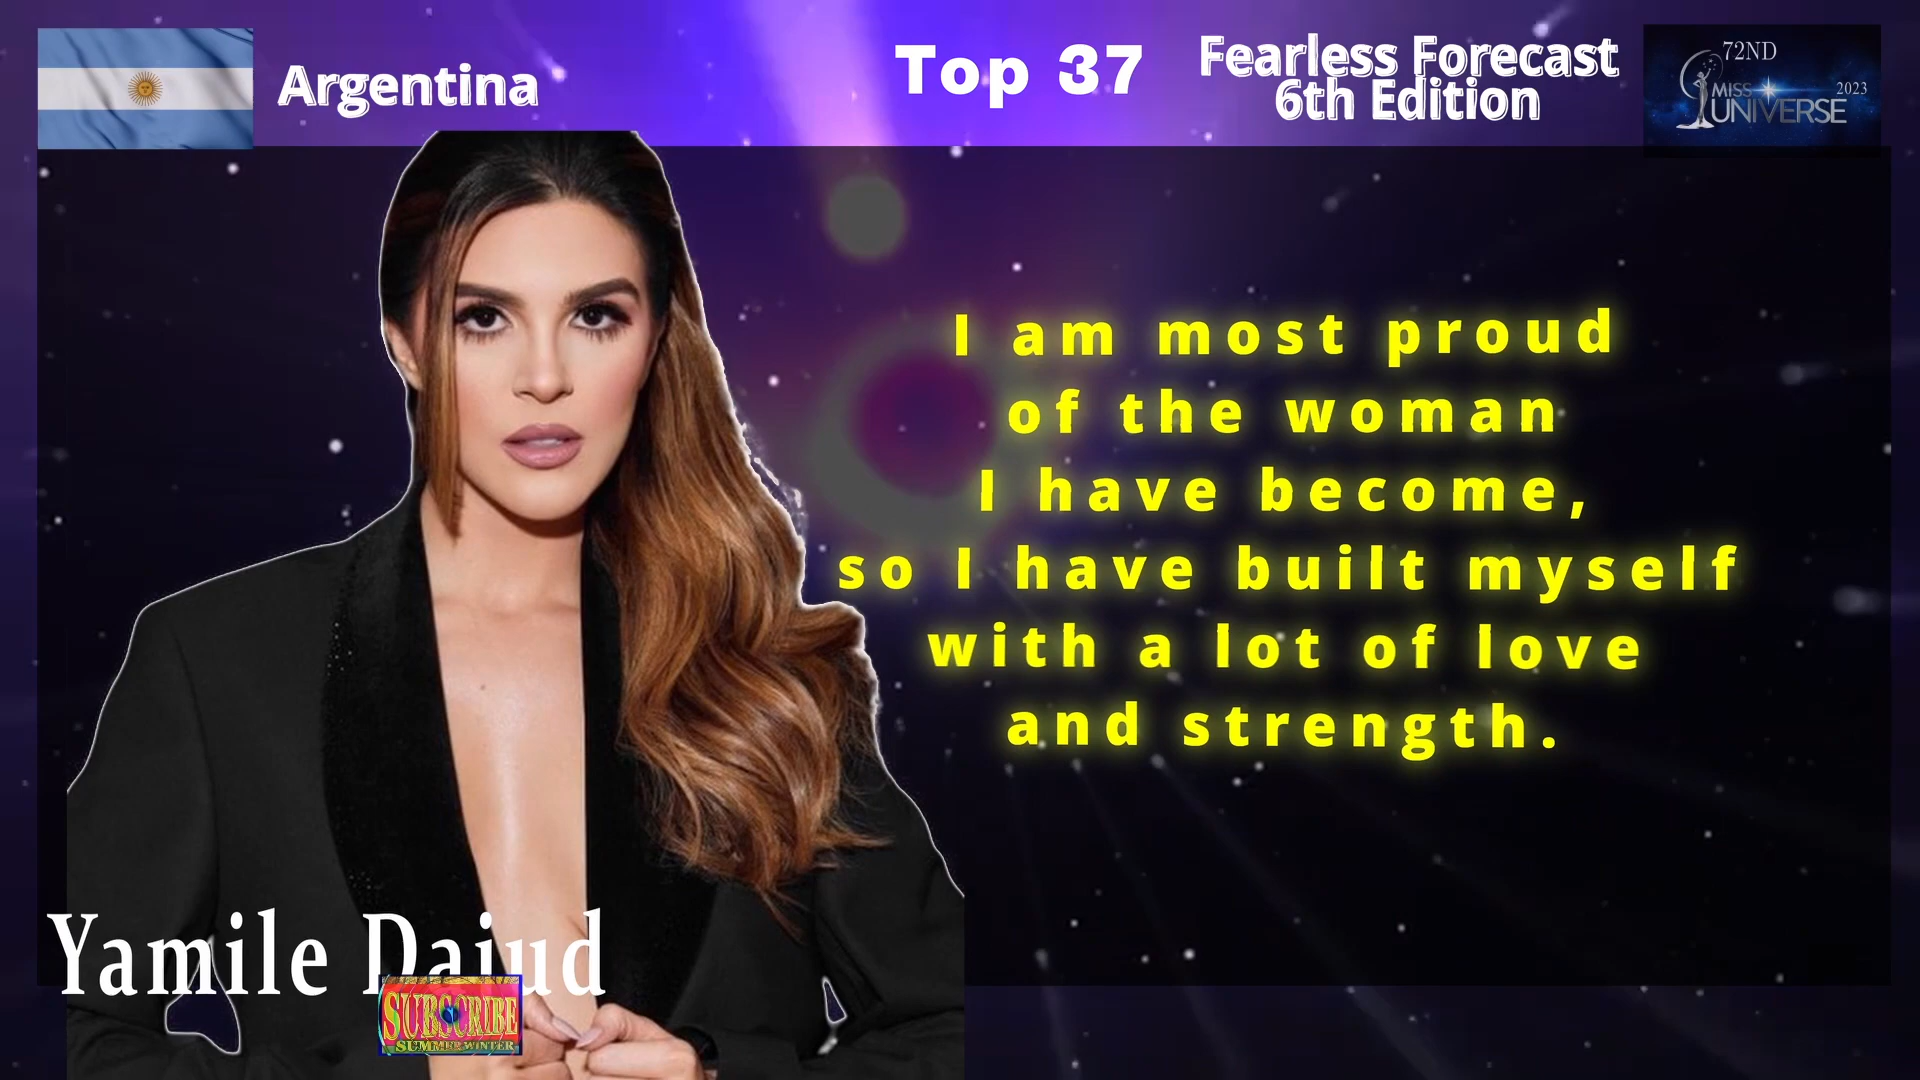 Argentina
Top 37
Fearless Forecast
6th Edition
72ND
MISS
UNIVERSE
2023
I am most proud
of the woman
I have become,
so I have built myself
with a lot of love
and strength.
Yamile Dajud
SUBSCRIBE
SUMMERWINTER